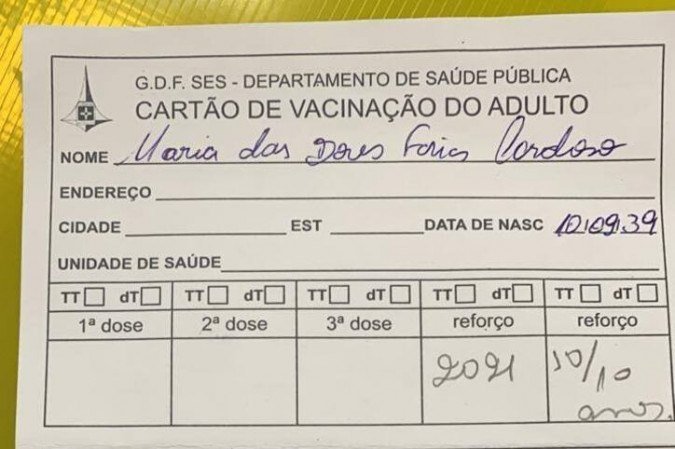 G.D.F. SES - DEPARTAMENTO DE SAÚDE PÚBLICA
CARTÃO DE VACINAÇÃO DO ADULTO
NOME Maria das Dores Farias Cardoso
ENDEREÇO
CIDADE EST DATA DE NASC 12.09.39
UNIDADE DE SAÚDE
TT dT TT dT TT dT TT dT TT dT
1ª dose 2ª dose 3ª dose reforço reforço
2021 10/10
anos.